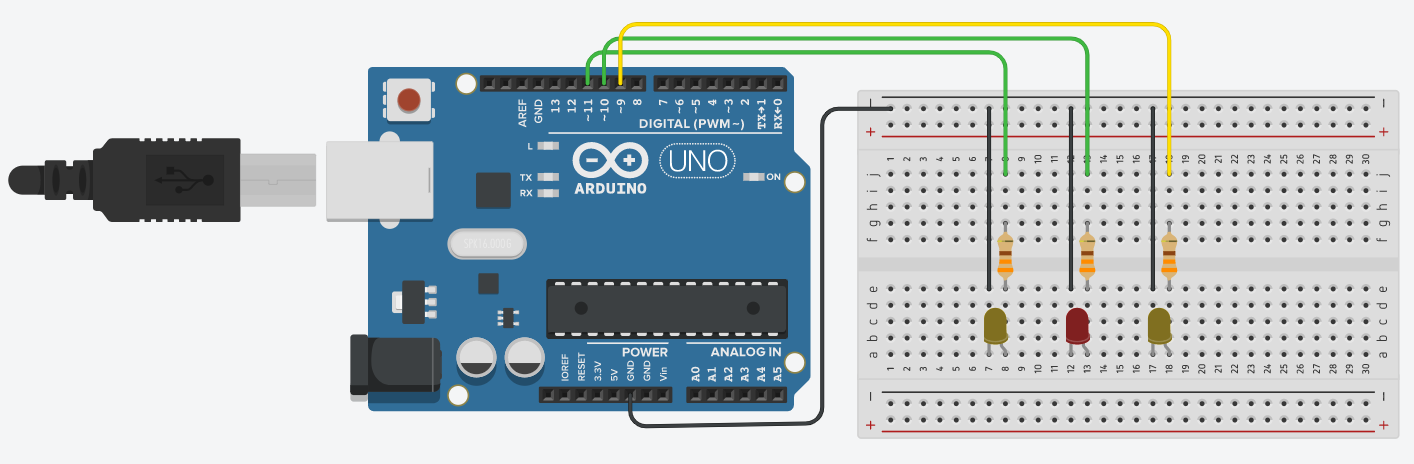 AREF GND 13 12 ~11 ~10 ~9 8 7 ~6 ~5 4 ~3 2 TX→1 RX←0
DIGITAL (PWM~)
L
TX
RX
ARDUINO
UNO
ON
POWER
ANALOG IN
IOREF RESET 3.3V 5V GND GND Vin A0 A1 A2 A3 A4 A5
− −
+ +
1 2 3 4 5 6 7 8 9 10 11 12 13 14 15 16 17 18 19 20 21 22 23 24 25 26 27 28 29 30
j j
i i
h h
g g
f f
e e
d d
c c
b b
a a
1 2 3 4 5 6 7 8 9 10 11 12 13 14 15 16 17 18 19 20 21 22 23 24 25 26 27 28 29 30
− −
+ +